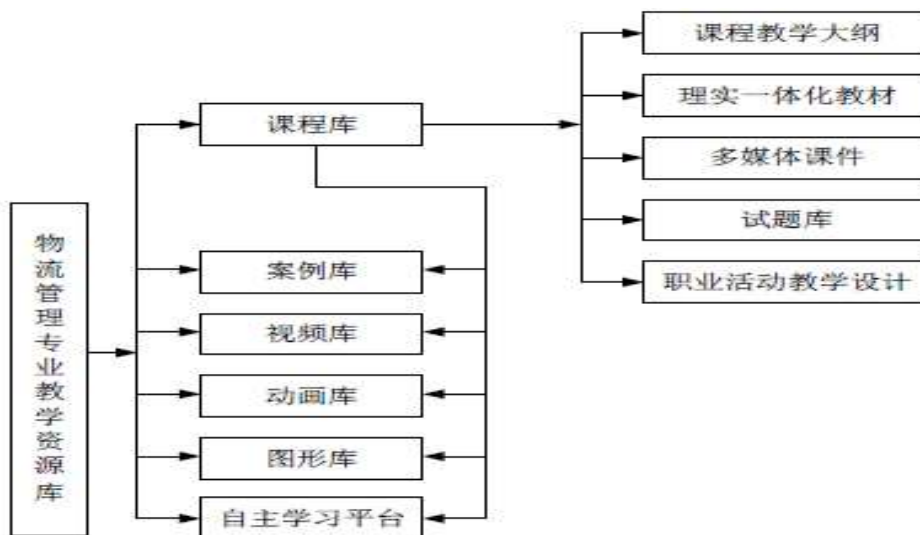 物流管理专业教学资源库
课程库
案例库
视频库
动画库
图形库
自主学习平台
课程教学大纲
理实一体化教材
多媒体课件
试题库
职业活动教学设计